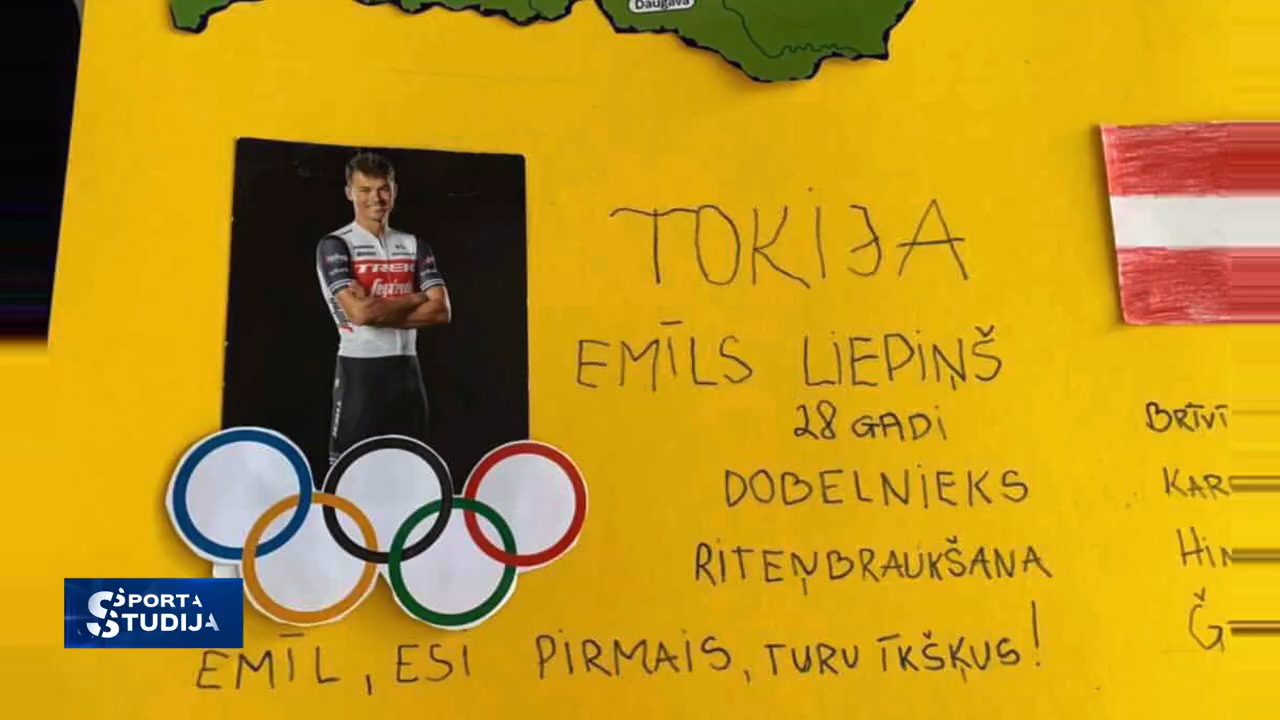 Daugava
TREK
Segafredo
TOKIJA
EMĪLS LIEPIŅŠ
28 GADI
DOBELNIEKS
RITEŅBRAUKŠANA
EMĪL, ESI PIRMAIS, TURU ĪKŠĶUS!
SPORTA
STUDIJA